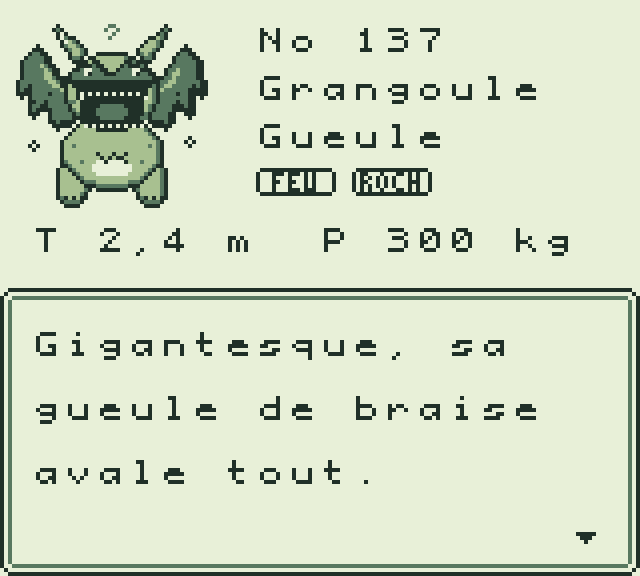 ?
No 137
Grangoule
Gueule
FEU ROCH
T 2,4 m P 300 kg
Gigantesque, sa
gueule de braise
avale tout.